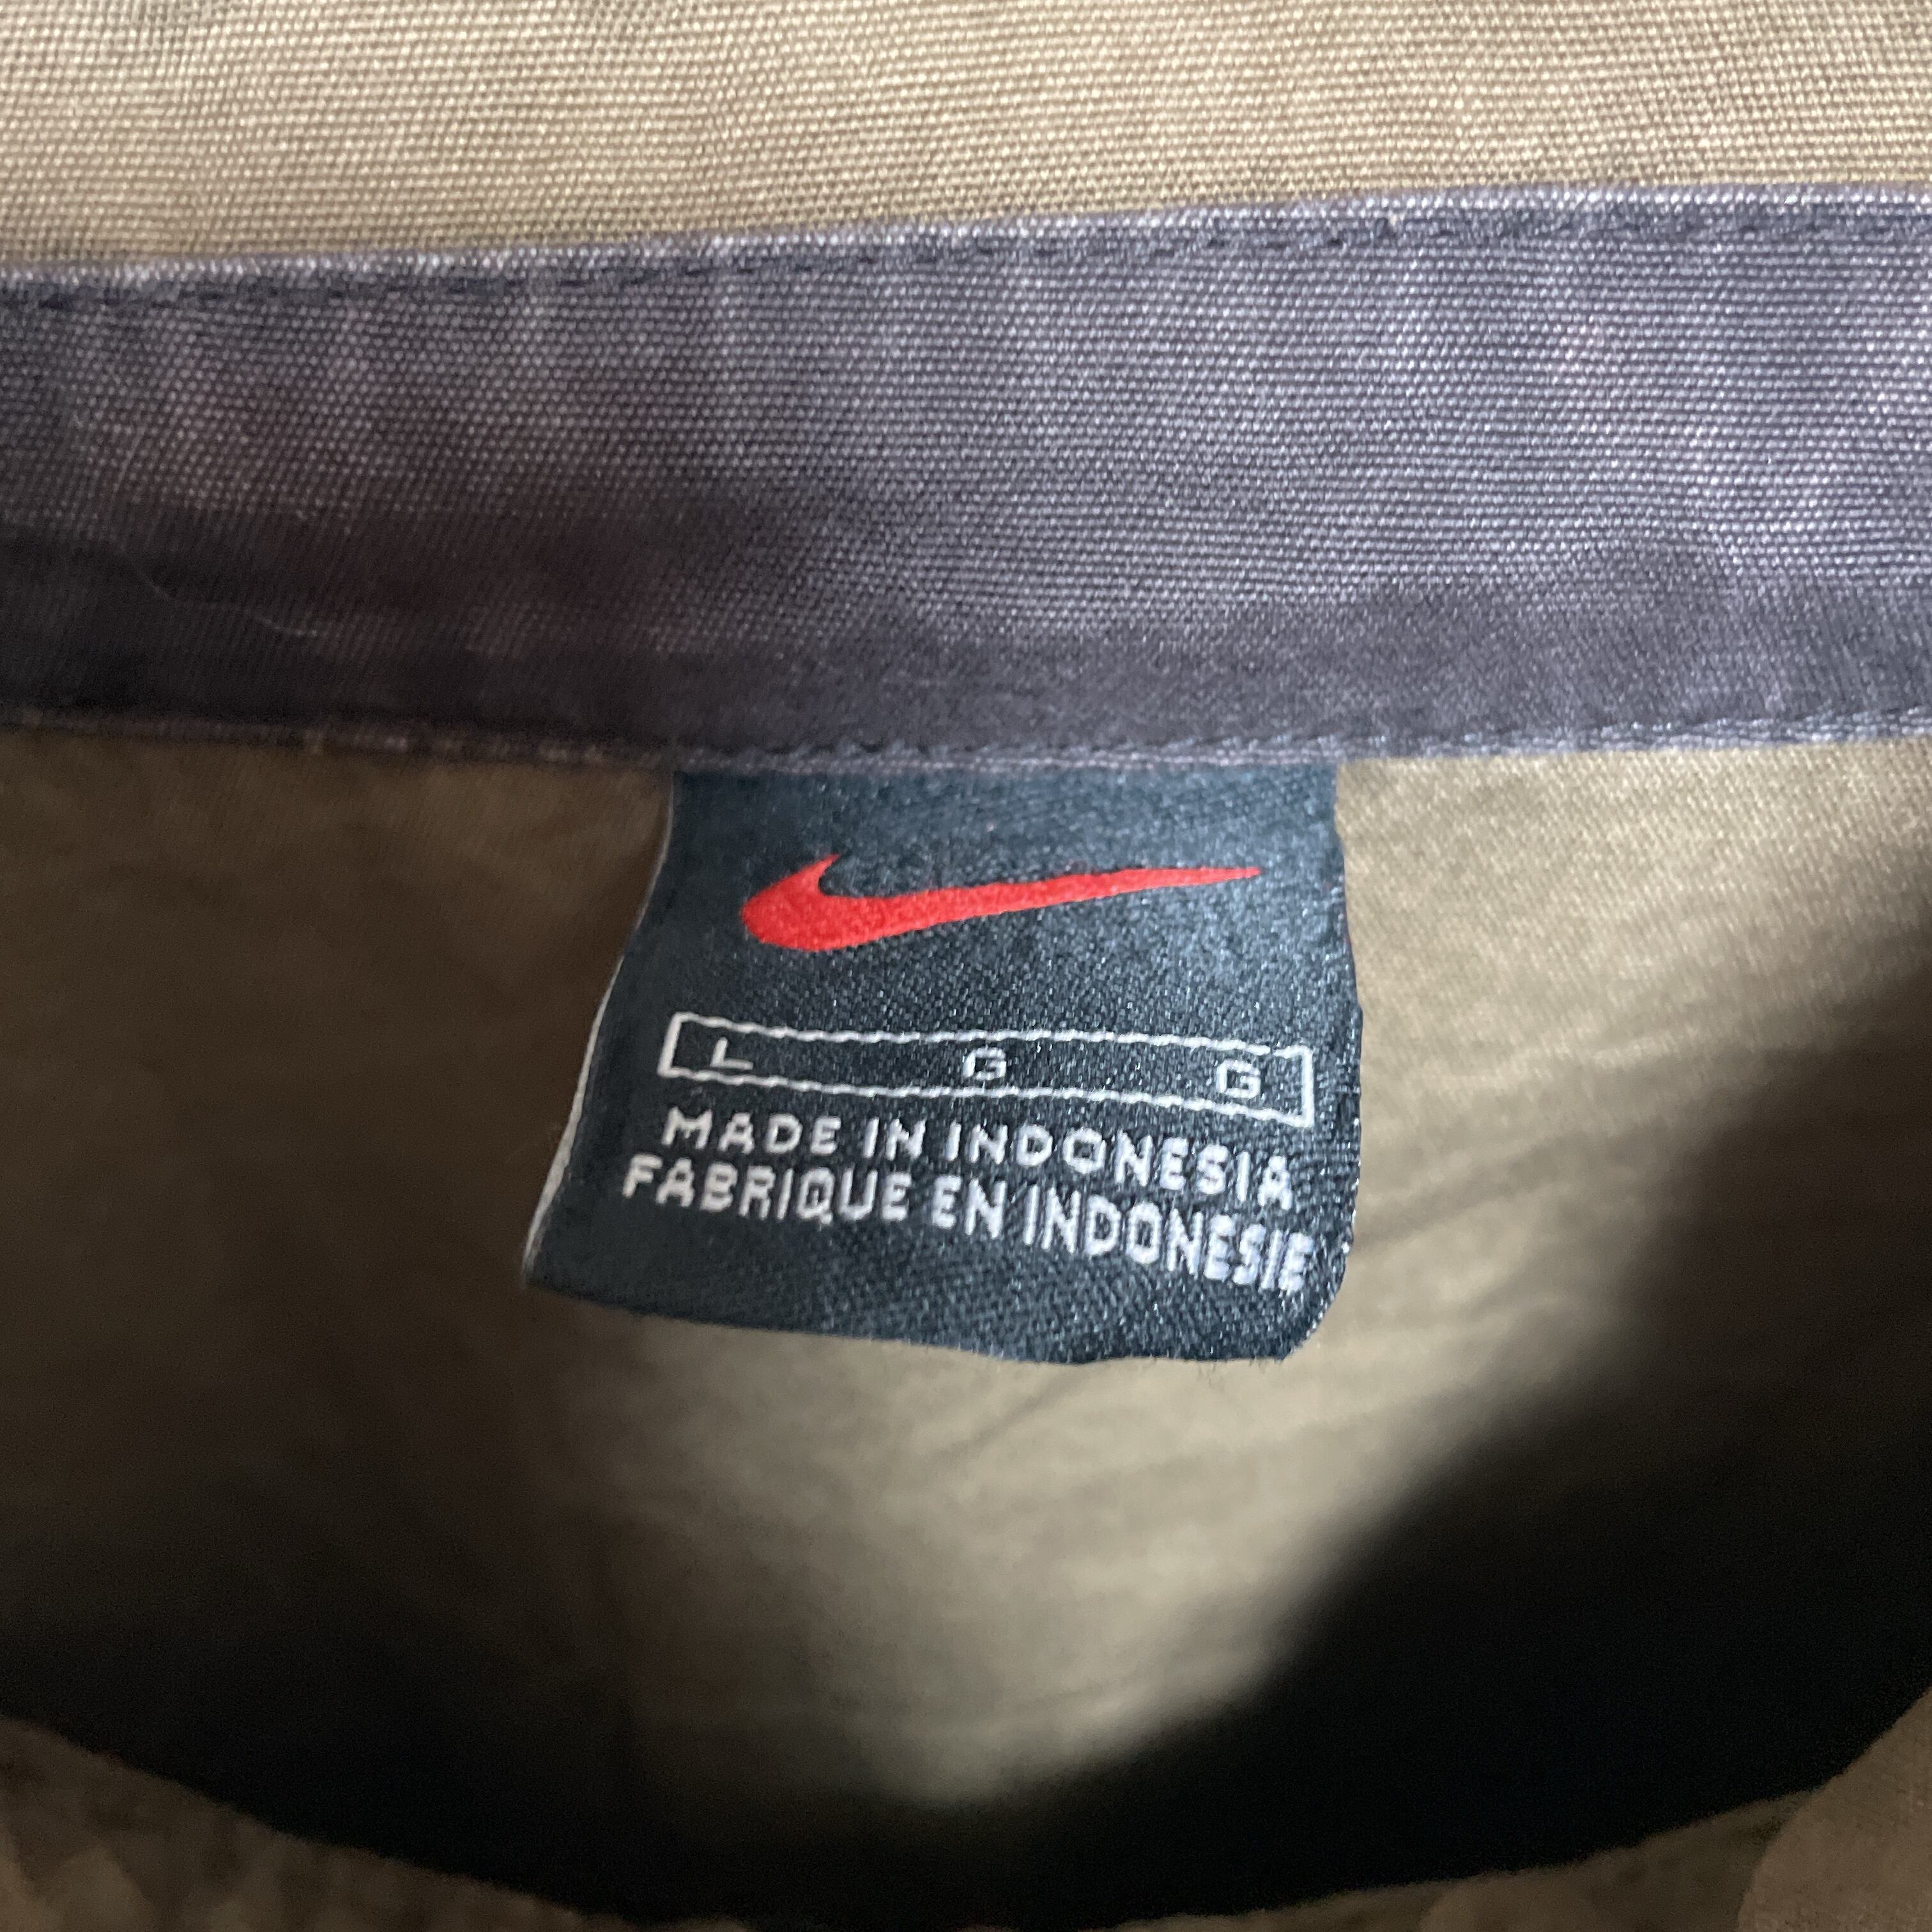 L G G
MADE IN INDONESIA
FABRIQUE EN INDONESIE